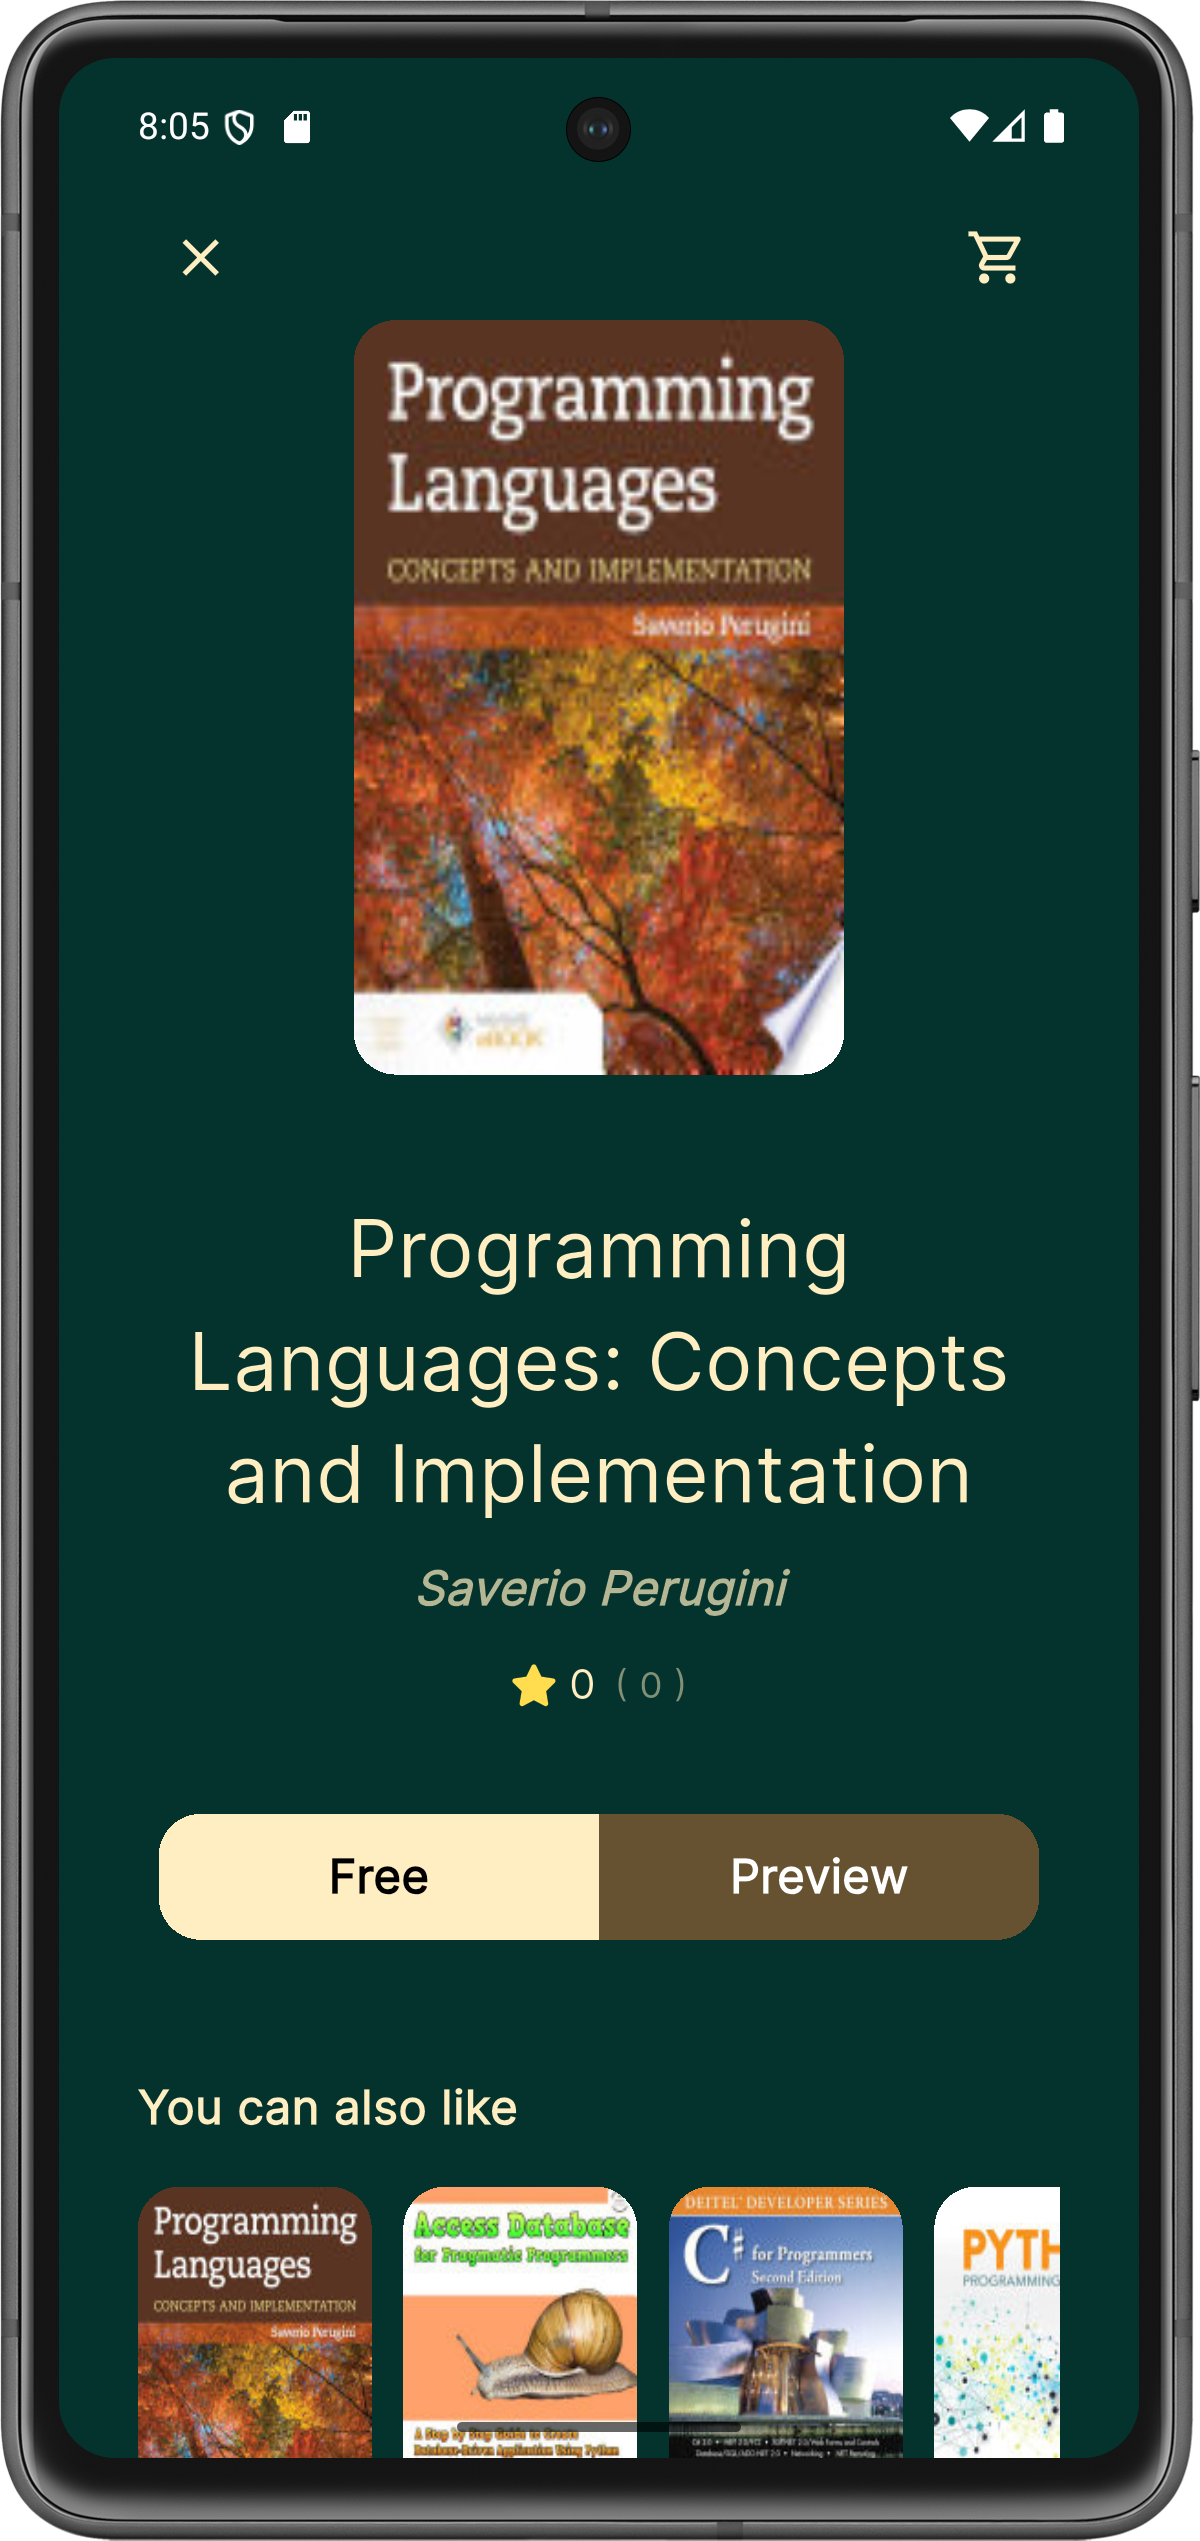 8:05
Programming
Languages
CONCEPTS AND IMPLEMENTATION
Saverio Perugini
eBOOK
Programming
Languages: Concepts
and Implementation
Saverio Perugini
0 ( 0 )
Free
Preview
You can also like
Programming
Languages
CONCEPTS AND IMPLEMENTATION
Saverio Perugini
Access Database
for Pragmatic Programmers
A Step by Step Guide to Create
Database-Driven Application Using Python
DEITEL® DEVELOPER SERIES
C# for Programmers
Second Edition
PYTH
PROGRAMMING